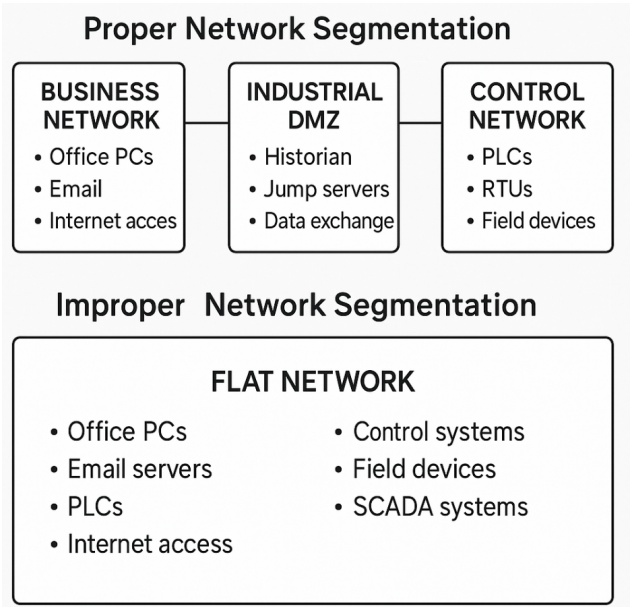 Proper Network Segmentation
BUSINESS
NETWORK
• Office PCs
• Email
• Internet acces
INDUSTRIAL
DMZ
• Historian
• Jump servers
• Data exchange
CONTROL
NETWORK
• PLCs
• RTUs
• Field devices
Improper Network Segmentation
FLAT NETWORK
• Office PCs
• Email servers
• PLCs
• Internet access
• Control systems
• Field devices
• SCADA systems